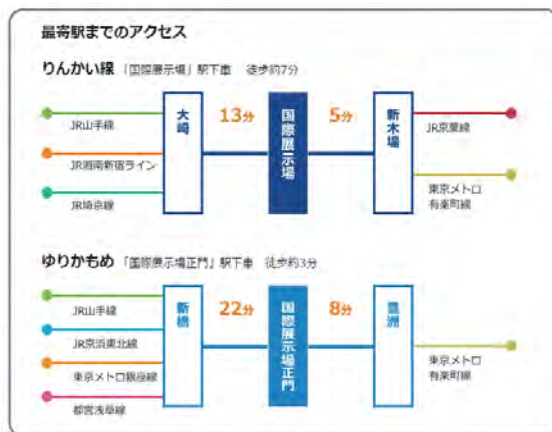 最寄駅までのアクセス
りんかい線 「国際展示場」駅下車 徒歩約7分
JR山手線
JR湘南新宿ライン
JR埼京線
大崎
13分
国際展示場
5分
新木場
JR京葉線
東京メトロ
有楽町線
ゆりかもめ 「国際展示場正門」駅下車 徒歩約3分
JR山手線
JR京浜東北線
東京メトロ銀座線
都営浅草線
新橋
22分
国際展示場正門
8分
豊洲
東京メトロ
有楽町線